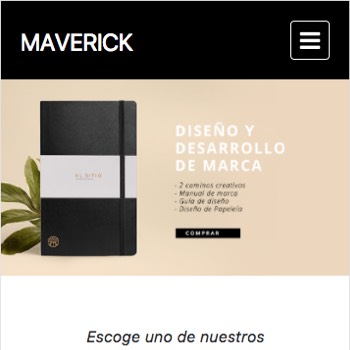 MAVERICK
EL SITIO
DISEÑO Y
DESARROLLO
DE MARCA
- 2 caminos creativos
- Manual de marca
- Guía de diseño
- Diseño de Papelería
COMPRAR
Escoge uno de nuestros